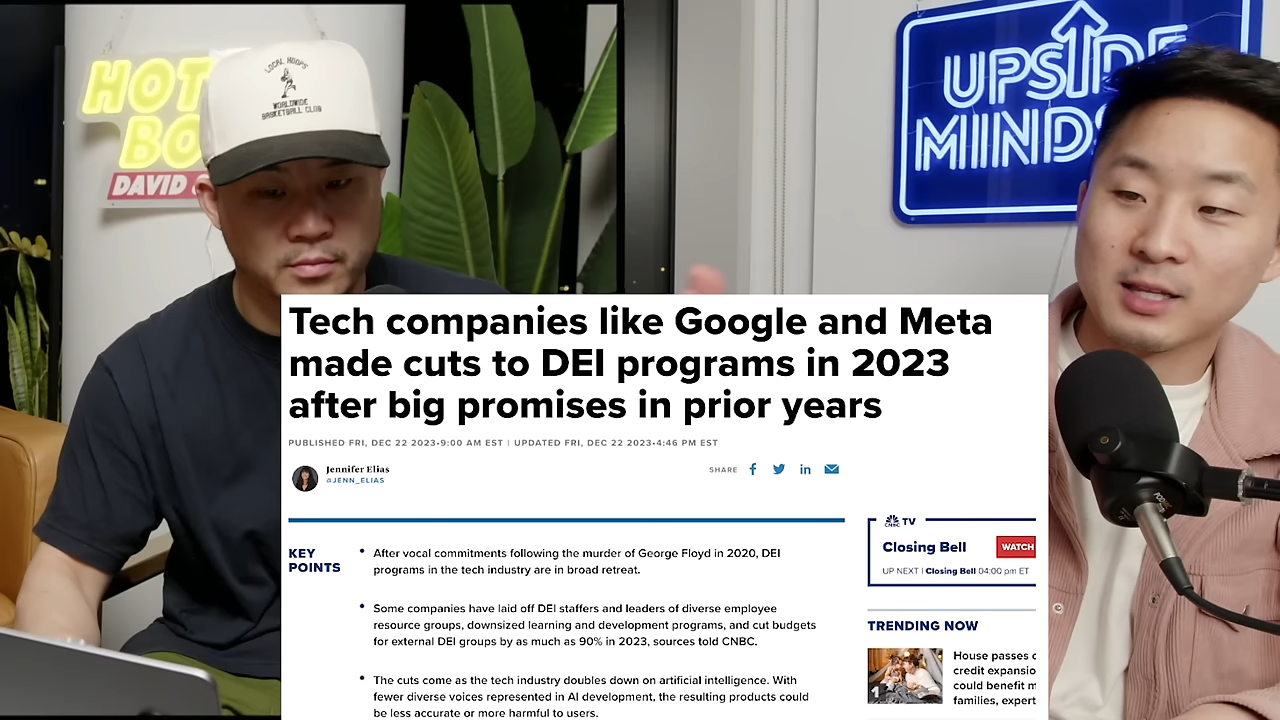 HOT
BO
DAVID
LOCAL HOOPS
WORLDWIDE
BASKETBALL CLUB
UPSIDE
MINDS
Tech companies like Google and Meta
made cuts to DEI programs in 2023
after big promises in prior years
PUBLISHED FRI, DEC 22 2023•9:00 AM EST | UPDATED FRI, DEC 22 2023•4:46 PM EST
Jennifer Elias
@JENN_ELIAS
SHARE
KEY
POINTS
• After vocal commitments following the murder of George Floyd in 2020, DEI
programs in the tech industry are in broad retreat.
• Some companies have laid off DEI staffers and leaders of diverse employee
resource groups, downsized learning and development programs, and cut budgets
for external DEI groups by as much as 90% in 2023, sources told CNBC.
• The cuts come as the tech industry doubles down on artificial intelligence. With
fewer diverse voices represented in AI development, the resulting products could
be less accurate or more harmful to users.
CNBC TV
Closing Bell
WATCH
UP NEXT | Closing Bell 04:00 pm ET
TRENDING NOW
1
House passes c
credit expansio
could benefit m
families, expert